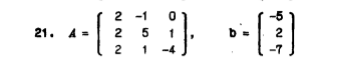 21. A = ( 2 -1 0
2 5 1
2 1 -4 ), b = ( -5
2
-7 )